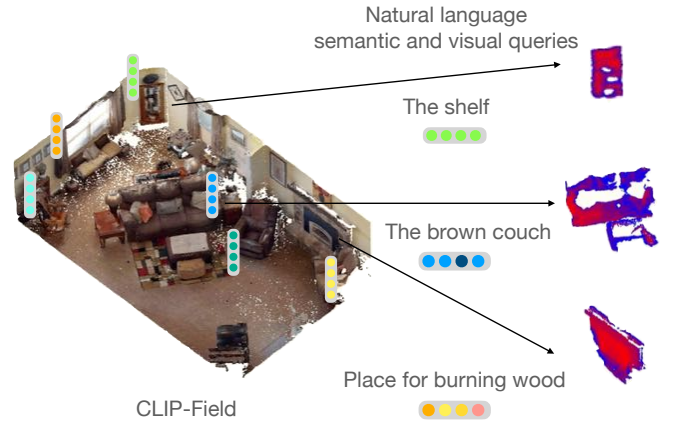 Natural language
semantic and visual queries
The shelf
The brown couch
Place for burning wood
CLIP-Field